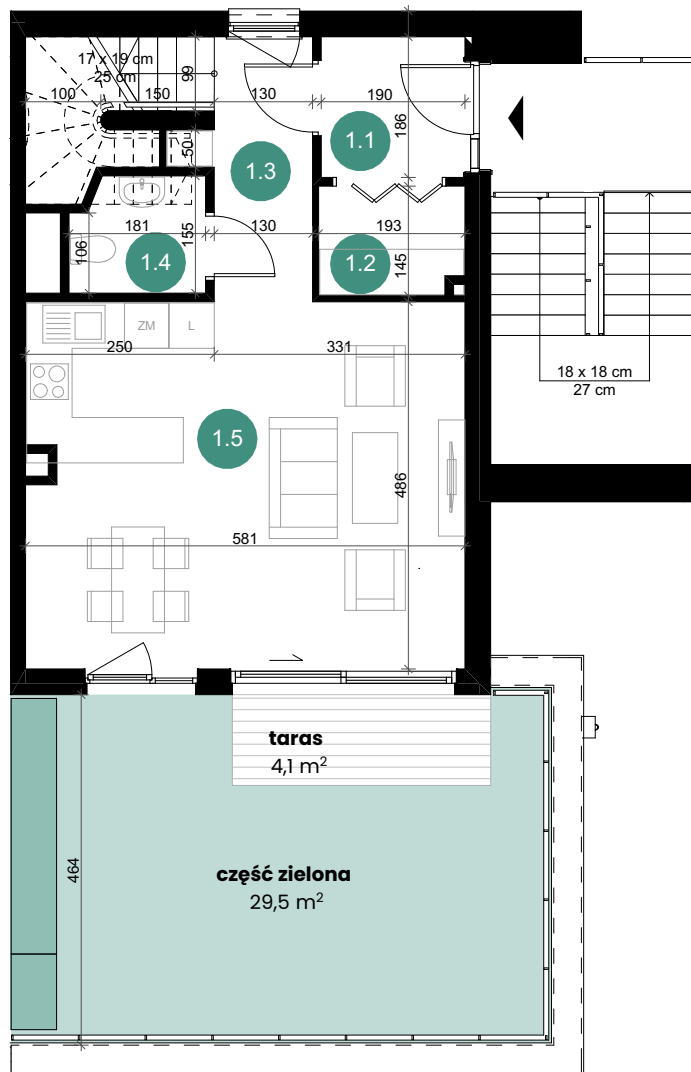 17 x 19 cm
25 cm
99
100
150
130
190
186
1.1
50
1.3
181
155
130
193
106
1.4
1.2
145
ZM
L
250
331
18 x 18 cm
27 cm
1.5
486
581
taras
4,1 m²
464
część zielona
29,5 m²